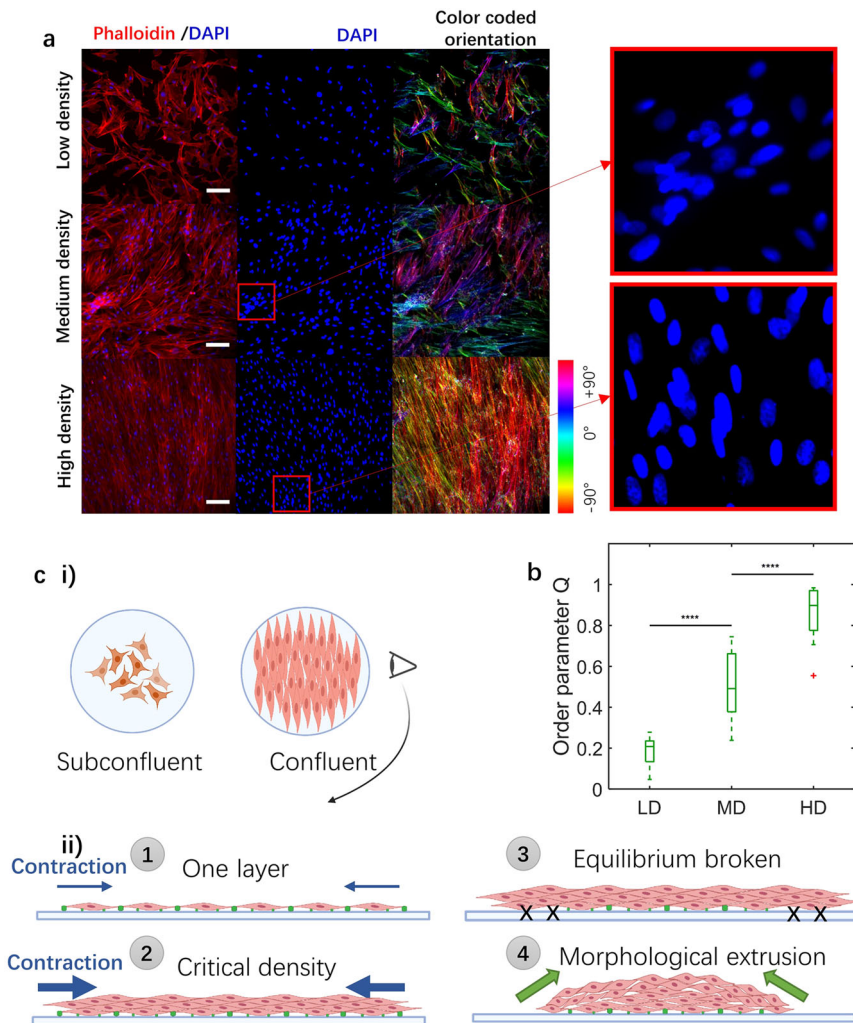 a
Phalloidin /DAPI
DAPI
Color coded
orientation
Low density
Medium density
High density
+90°
0°
-90°
c i)
Subconfluent
Confluent
b
Order parameter Q
1
0.8
0.6
0.4
0.2
0
****
****
LD
MD
HD
ii)
1
One layer
Contraction
2
Critical density
Contraction
3
Equilibrium broken
X X
X X
4
Morphological extrusion